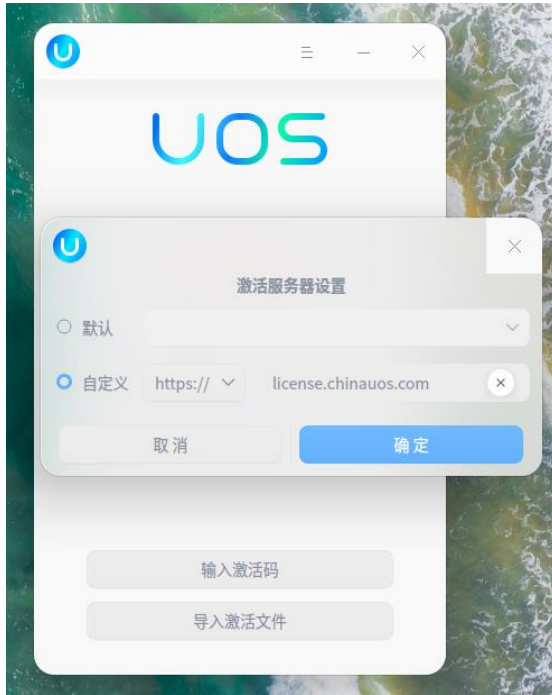 UOS
激活服务器设置
默认
自定义 https:// license.chinauos.com
取消 确定
输入激活码
导入激活文件